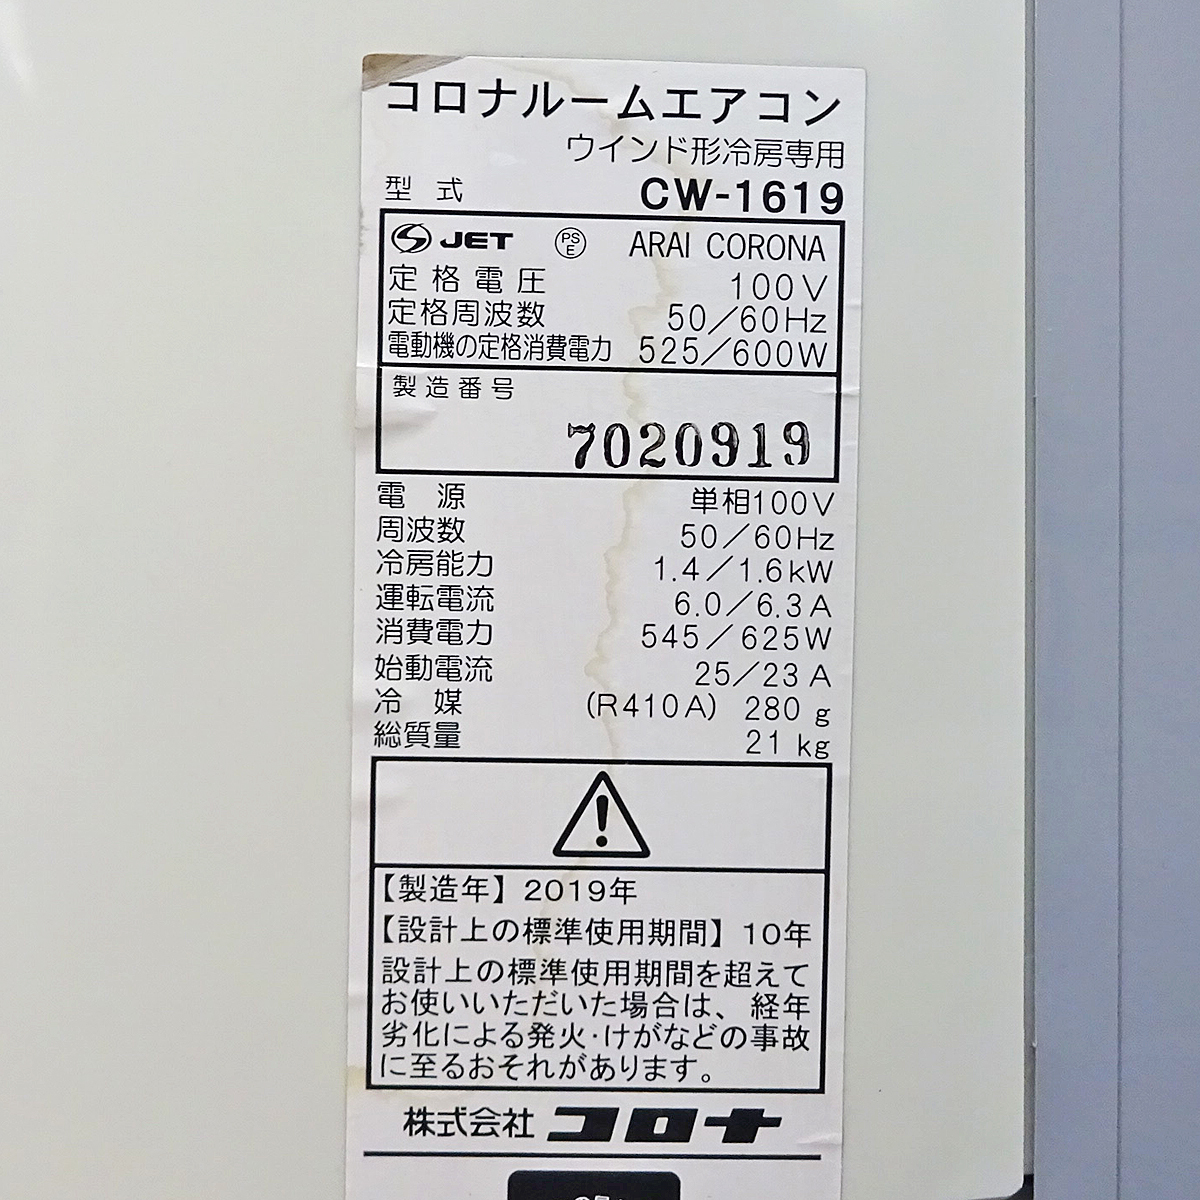 コロナルームエアコン
ウインド形冷房専用
型式 CW-1619
JET PSE ARAI CORONA
定格電圧 100V
定格周波数 50/60Hz
電動機の定格消費電力 525/600W
製造番号
7020919
電源 単相100V
周波数 50/60Hz
冷房能力 1.4/1.6kW
運転電流 6.0/6.3A
消費電力 545/625W
始動電流 25/23A
冷媒 (R410A) 280g
総質量 21kg
【製造年】2019年
【設計上の標準使用期間】10年
設計上の標準使用期間を超えて
お使いいただいた場合は、経年
劣化による発火・けがなどの事故
に至るおそれがあります。
株式会社コロナ